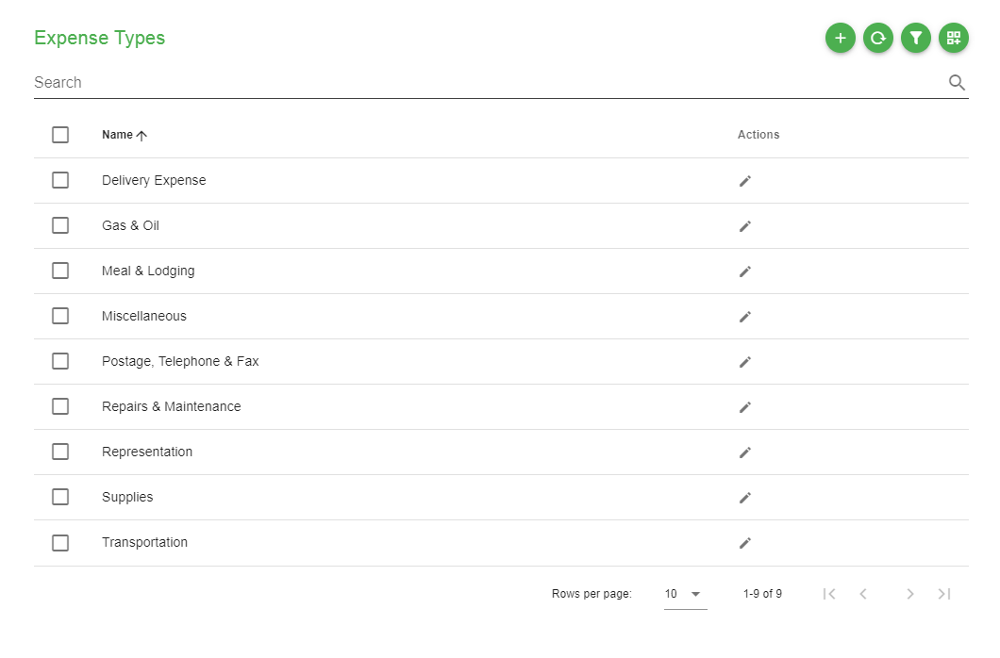 Expense Types
Search
Name Actions
Delivery Expense
Gas & Oil
Meal & Lodging
Miscellaneous
Postage, Telephone & Fax
Repairs & Maintenance
Representation
Supplies
Transportation
Rows per page: 10 1-9 of 9